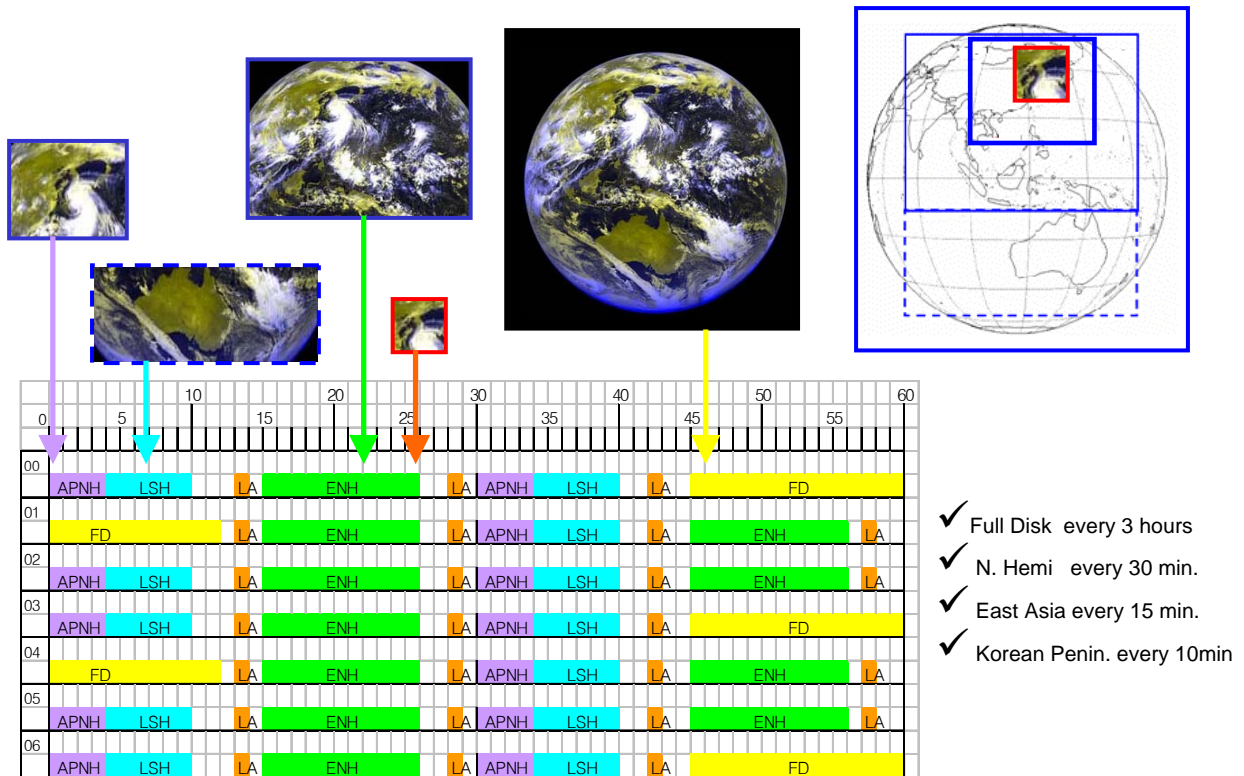 10 20 30 40 50 60
0 5 15 25 35 45 55
00
APNH LSH LA ENH LA APNH LSH LA FD
01
FD LA ENH LA APNH LSH LA ENH LA
02
APNH LSH LA ENH LA APNH LSH LA ENH LA
03
APNH LSH LA ENH LA APNH LSH LA FD
04
FD LA ENH LA APNH LSH LA ENH LA
05
APNH LSH LA ENH LA APNH LSH LA ENH LA
06
APNH LSH LA ENH LA APNH LSH LA FD
✓ Full Disk every 3 hours
✓ N. Hemi every 30 min.
✓ East Asia every 15 min.
✓ Korean Penin. every 10min